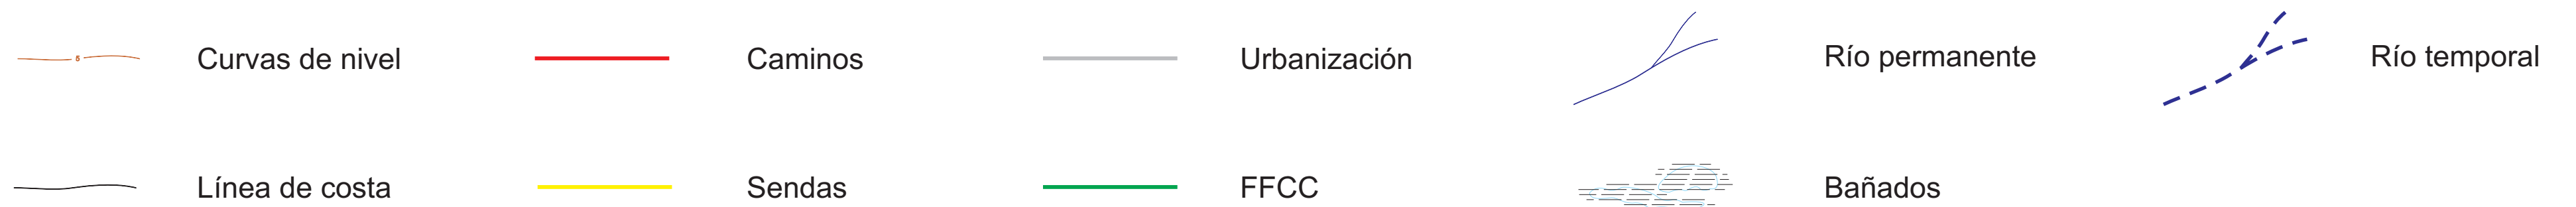 Curvas de nivel
Caminos
Urbanización
Río permanente
Río temporal
Línea de costa
Sendas
FFCC
Bañados